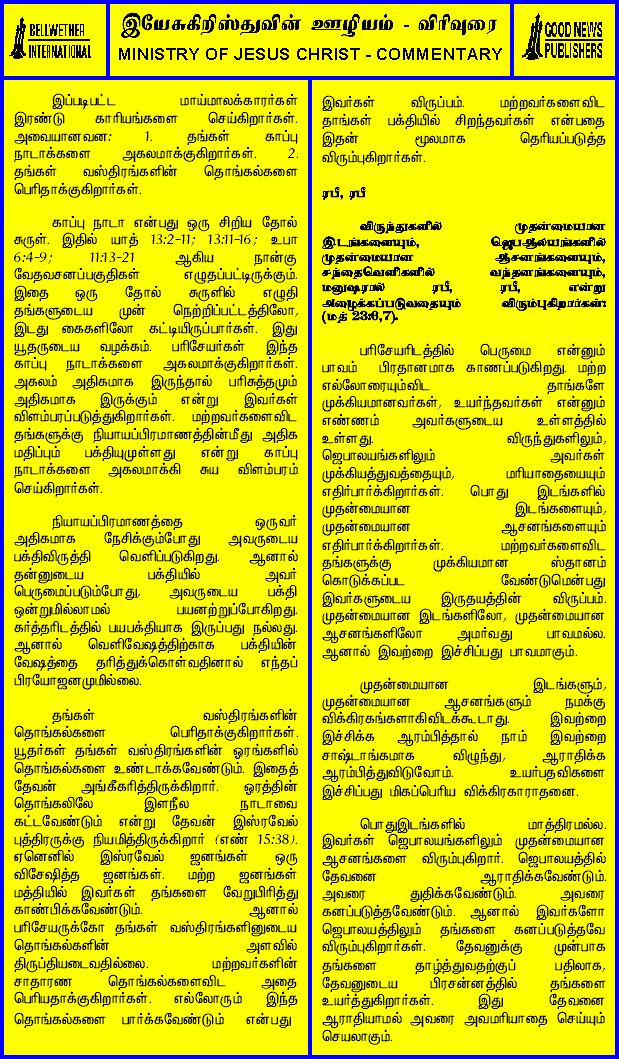 BELLWETHER
INTERNATIONAL
இயேசுகிறிஸ்துவின் ஊழியம் - விரிவுரை
MINISTRY OF JESUS CHRIST - COMMENTARY
GOOD NEWS
PUBLISHERS
இப்படிபட்ட மாய்மாலக்காரர்கள்
இரண்டு காரியங்களை செய்கிறார்கள்.
அவையானவன: 1. தங்கள் காப்பு
நாடாக்களை அகலமாக்குகிறார்கள். 2.
தங்கள் வஸ்திரங்களின் தொங்கல்களை
பெரிதாக்குகிறார்கள்.
காப்பு நாடா என்பது ஒரு சிறிய தோல்
சுருள். இதில் யாத் 13:2-11; 13:11-16; உபா
6:4-9; 11:13-21 ஆகிய நான்கு
வேதவசனப்பகுதிகள் எழுதப்பட்டிருக்கும்.
இதை ஒரு தோல் சுருளில் எழுதி
தங்களுடைய முன் நெற்றிப்பட்டத்திலோ,
இடது கைகளிலோ கட்டியிருப்பார்கள். இது
யூதருடைய வழக்கம். பரிசேயர்கள் இந்த
காப்பு நாடாக்களை அகலமாக்குகிறார்கள்.
அகலம் அதிகமாக இருந்தால் பரிசுத்தமும்
அதிகமாக இருக்கும் என்று இவர்கள்
விளம்பரப்படுத்துகிறார்கள். மற்றவர்களைவிட
தங்களுக்கு நியாயப்பிரமாணத்தின்மீது அதிக
மதிப்பும் பக்தியுமுள்ளது என்று காப்பு
நாடாக்களை அகலமாக்கி சுய விளம்பரம்
செய்கிறார்கள்.
நியாயப்பிரமாணத்தை ஒருவர்
அதிகமாக நேசிக்கும்போது அவருடைய
பக்திவிருத்தி வெளிப்படுகிறது. ஆனால்
தன்னுடைய பக்தியில் அவர்
பெருமைப்படும்போது, அவருடைய பக்தி
ஒன்றுமில்லாமல் பயனற்றுப்போகிறது.
கர்த்தரிடத்தில் பயபக்தியாக இருப்பது நல்லது.
ஆனால் வெளிவேஷத்திற்காக பக்தியின்
வேஷத்தை தரித்துக்கொள்வதினால் எந்தப்
பிரயோஜனமுமில்லை.
தங்கள் வஸ்திரங்களின்
தொங்கல்களை பெரிதாக்குகிறார்கள்.
யூதர்கள் தங்கள் வஸ்திரங்களின் ஓரங்களில்
தொங்கல்களை உண்டாக்கவேண்டும். இதைத்
தேவன் அங்கீகரித்திருக்கிறார். ஓரத்தின்
தொங்கலிலே இளநீல நாடாவை
கட்டவேண்டும் என்று தேவன் இஸ்ரவேல்
புத்திரருக்கு நியமித்திருக்கிறார் (எண் 15:38).
ஏனெனில் இஸ்ரவேல் ஜனங்கள் ஒரு
விசேஷித்த ஜனங்கள். மற்ற ஜனங்கள்
மத்தியில் இவர்கள் தங்களை வேறுபிரித்து
காண்பிக்கவேண்டும். ஆனால்
பரிசேயருக்கோ தங்கள் வஸ்திரங்களினுடைய
தொங்கல்களின் அளவில்
திருப்தியடைவதில்லை. மற்றவர்களின்
சாதாரண தொங்கல்களைவிட அதை
பெரியதாக்குகிறார்கள். எல்லோரும் இந்த
தொங்கல்களை பார்க்கவேண்டும் என்பது
இவர்கள் விருப்பம். மற்றவர்களைவிட
தாங்கள் பக்தியில் சிறந்தவர்கள் என்பதை
இதன் மூலமாக தெரியப்படுத்த
விரும்புகிறார்கள்.
ரபீ, ரபீ
விருந்துகளில் முதன்மையான
இடங்களையும், ஜெபஆலயங்களில்
முதன்மையான ஆசனங்களையும்,
சந்தைவெளிகளில் வந்தனங்களையும்,
மனுஷரால் ரபீ, ரபீ, என்று
அழைக்கப்படுவதையும் விரும்புகிறார்கள்:
(மத் 23:6,7).
பரிசேயரிடத்தில் பெருமை என்னும்
பாவம் பிரதானமாக காணப்படுகிறது. மற்ற
எல்லோரையும்விட தாங்களே
முக்கியமானவர்கள், உயர்ந்தவர்கள் என்னும்
எண்ணம் அவர்களுடைய உள்ளத்தில்
உள்ளது. விருந்துகளிலும்,
ஜெபாலயங்களிலும் அவர்கள்
முக்கியத்துவத்தையும், மரியாதையையும்
எதிர்பார்க்கிறார்கள். பொது இடங்களில்
முதன்மையான இடங்களையும்,
முதன்மையான ஆசனங்களையும்
எதிர்பார்க்கிறார்கள். மற்றவர்களைவிட
தங்களுக்கு முக்கியமான ஸ்தானம்
கொடுக்கப்பட வேண்டுமென்பது
இவர்களுடைய இருதயத்தின் விருப்பம்.
முதன்மையான இடங்களிலோ, முதன்மையான
ஆசனங்களிலோ அமர்வது பாவமல்ல.
ஆனால் இவற்றை இச்சிப்பது பாவமாகும்.
முதன்மையான இடங்களும்,
முதன்மையான ஆசனங்களும் நமக்கு
விக்கிரகங்களாகிவிடக்கூடாது. இவற்றை
இச்சிக்க ஆரம்பித்தால் நாம் இவற்றை
சாஷ்டாங்கமாக விழுந்து, ஆராதிக்க
ஆரம்பித்துவிடுவோம். உயர்பதவிகளை
இச்சிப்பது மிகப்பெரிய விக்கிரகாராதனை.
பொதுஇடங்களில் மாத்திரமல்ல.
இவர்கள் ஜெபாலயங்களிலும் முதன்மையான
ஆசனங்களை விரும்புகிறார். ஜெபாலயத்தில்
தேவனை ஆராதிக்கவேண்டும்.
அவரை துதிக்கவேண்டும். அவரை
கனப்படுத்தவேண்டும். ஆனால் இவர்களோ
ஜெபாலயத்திலும் தங்களை கனப்படுத்தவே
விரும்புகிறார்கள். தேவனுக்கு முன்பாக
தங்களை தாழ்த்துவதற்குப் பதிலாக,
தேவனுடைய பிரசன்னத்தில் தங்களை
உயர்த்துகிறார்கள். இது தேவனை
ஆராதியாமல் அவரை அவமரியாதை செய்யும்
செயலாகும்.